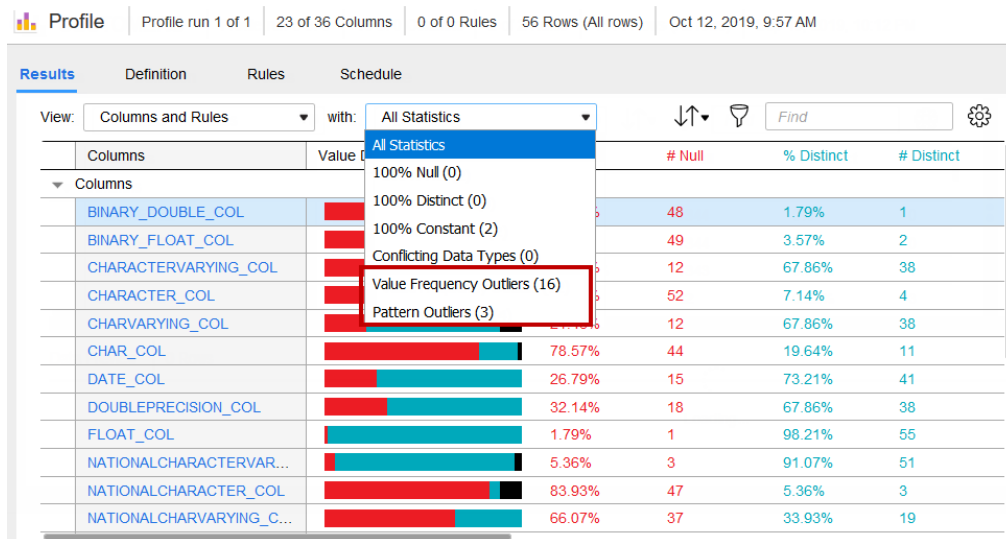 Profile Profile run 1 of 1 23 of 36 Columns 0 of 0 Rules 56 Rows (All rows) Oct 12, 2019, 9:57 AM
Results Definition Rules Schedule
View: Columns and Rules with: All Statistics Find
Columns Value # Null % Distinct # Distinct
All Statistics
100% Null (0)
100% Distinct (0)
100% Constant (2)
Conflicting Data Types (0)
Value Frequency Outliers (16)
Pattern Outliers (3)
Columns
BINARY_DOUBLE_COL 48 1.79% 1
BINARY_FLOAT_COL 49 3.57% 2
CHARACTERVARYING_COL 12 67.86% 38
CHARACTER_COL 52 7.14% 4
CHARVARYING_COL 12 67.86% 38
CHAR_COL 78.57% 44 19.64% 11
DATE_COL 26.79% 15 73.21% 41
DOUBLEPRECISION_COL 32.14% 18 67.86% 38
FLOAT_COL 1.79% 1 98.21% 55
NATIONALCHARACTERVAR... 5.36% 3 91.07% 51
NATIONALCHARACTER_COL 83.93% 47 5.36% 3
NATIONALCHARVARYING_C... 66.07% 37 33.93% 19